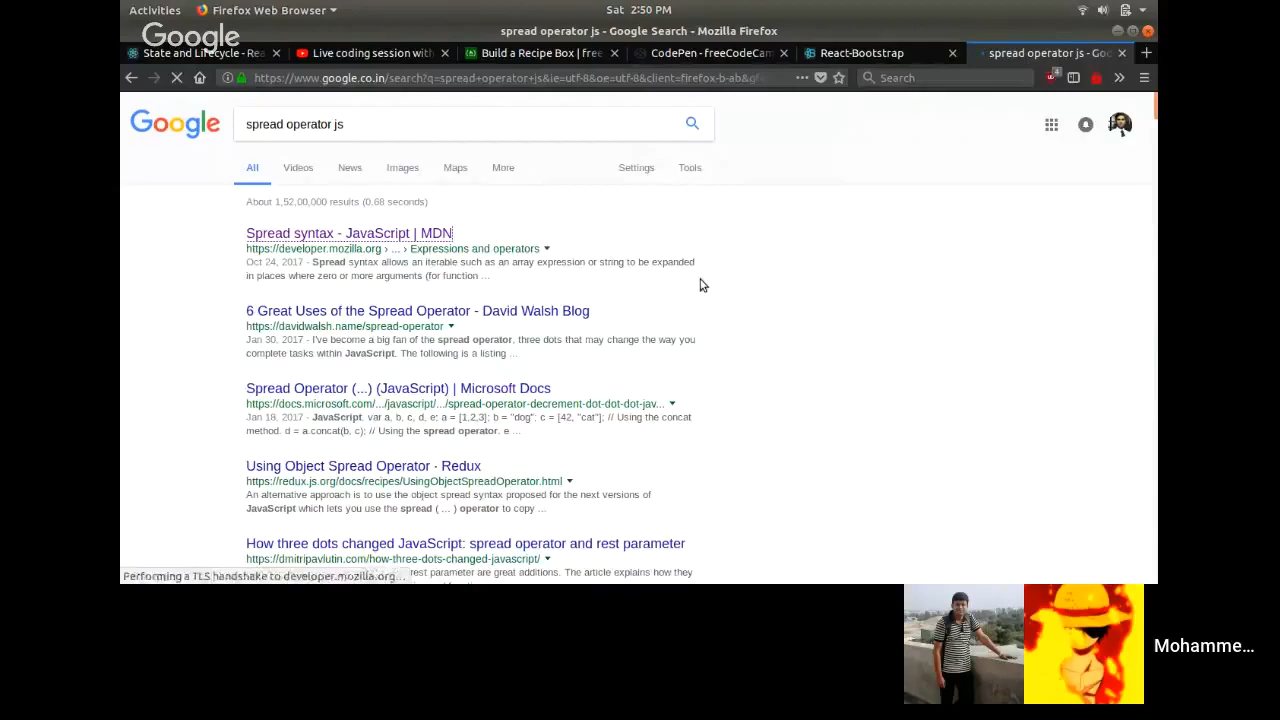 Activities Firefox Web Browser Sat 2:50 PM
Google
spread operator js - Google Search - Mozilla Firefox
State and Lifecycle - Rea Live coding session with Build a Recipe Box | free CodePen - freeCodeCam React-Bootstrap spread operator js - Goo
https://www.google.co.in/search?q=spread+operator+js&ie=utf-8&oe=utf-8&client=firefox-b-ab&gf Search 4
Google spread operator js
All Videos News Images Maps More Settings Tools
About 1,52,00,000 results (0.68 seconds)
Spread syntax - JavaScript | MDN
https://developer.mozilla.org › ... › Expressions and operators
Oct 24, 2017 - Spread syntax allows an iterable such as an array expression or string to be expanded
in places where zero or more arguments (for function ...
6 Great Uses of the Spread Operator - David Walsh Blog
https://davidwalsh.name/spread-operator
Jan 30, 2017 - I've become a big fan of the spread operator, three dots that may change the way you
complete tasks within JavaScript. The following is a listing ...
Spread Operator (...) (JavaScript) | Microsoft Docs
https://docs.microsoft.com/.../javascript/.../spread-operator-decrement-dot-dot-dot-jav...
Jan 18, 2017 - JavaScript. var a, b, c, d, e; a = [1,2,3]; b = "dog"; c = [42, "cat"]; // Using the concat
method. d = a.concat(b, c); // Using the spread operator. e ...
Using Object Spread Operator · Redux
https://redux.js.org/docs/recipes/UsingObjectSpreadOperator.html
An alternative approach is to use the object spread syntax proposed for the next versions of
JavaScript which lets you use the spread ( ... ) operator to copy ...
How three dots changed JavaScript: spread operator and rest parameter
https://dmitripavlutin.com/how-three-dots-changed-javascript/
rest parameter are great additions. The article explains how they
Performing a TLS handshake to developer.mozilla.org...
Mohamme...